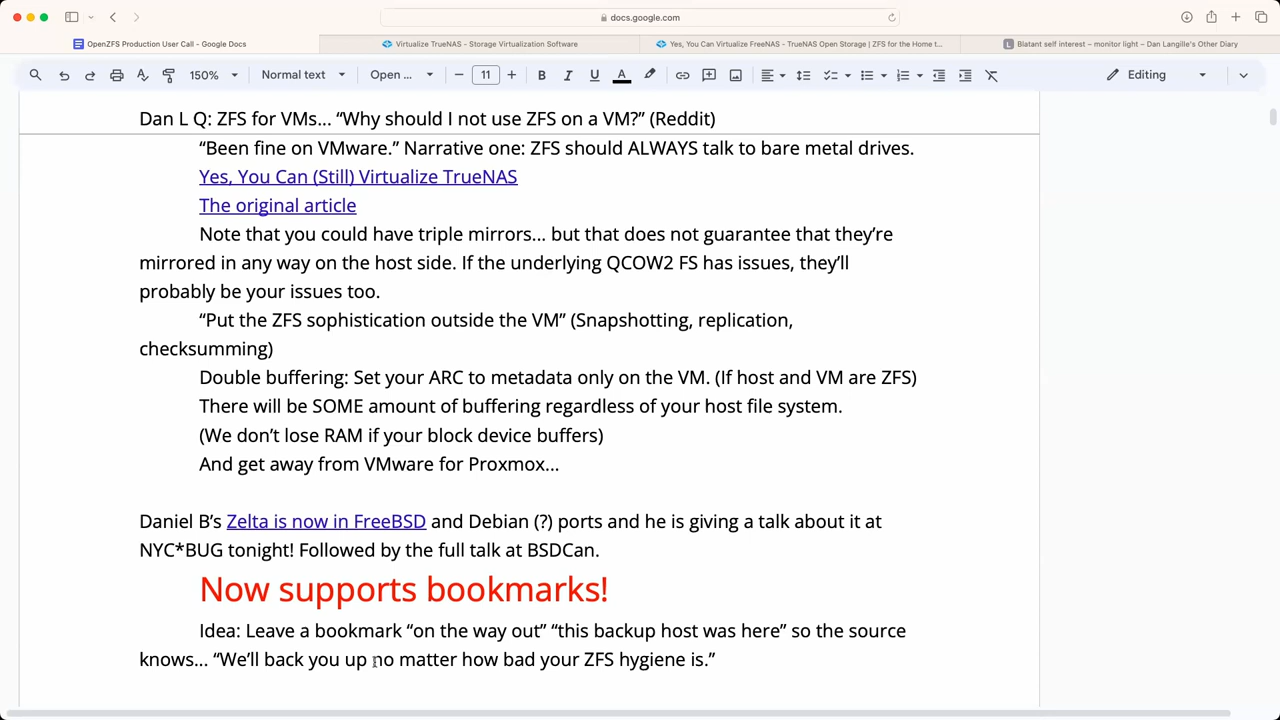 docs.google.com
OpenZFS Production User Call - Google Docs
Virtualize TrueNAS - Storage Virtualization Software
Yes, You Can Virtualize FreeNAS - TrueNAS Open Storage | ZFS for the Home t...
L Blatant self interest – monitor light – Dan Langille's Other Diary
150% Normal text Open ... 11 B I U A Editing
Dan L Q: ZFS for VMs... “Why should I not use ZFS on a VM?” (Reddit)
“Been fine on VMware.” Narrative one: ZFS should ALWAYS talk to bare metal drives.
Yes, You Can (Still) Virtualize TrueNAS
The original article
Note that you could have triple mirrors... but that does not guarantee that they’re
mirrored in any way on the host side. If the underlying QCOW2 FS has issues, they’ll
probably be your issues too.
“Put the ZFS sophistication outside the VM” (Snapshotting, replication,
checksumming)
Double buffering: Set your ARC to metadata only on the VM. (If host and VM are ZFS)
There will be SOME amount of buffering regardless of your host file system.
(We don’t lose RAM if your block device buffers)
And get away from VMware for Proxmox...
Daniel B’s Zelta is now in FreeBSD and Debian (?) ports and he is giving a talk about it at
NYC*BUG tonight! Followed by the full talk at BSDCan.
Now supports bookmarks!
Idea: Leave a bookmark “on the way out” “this backup host was here” so the source
knows... “We’ll back you up no matter how bad your ZFS hygiene is.”